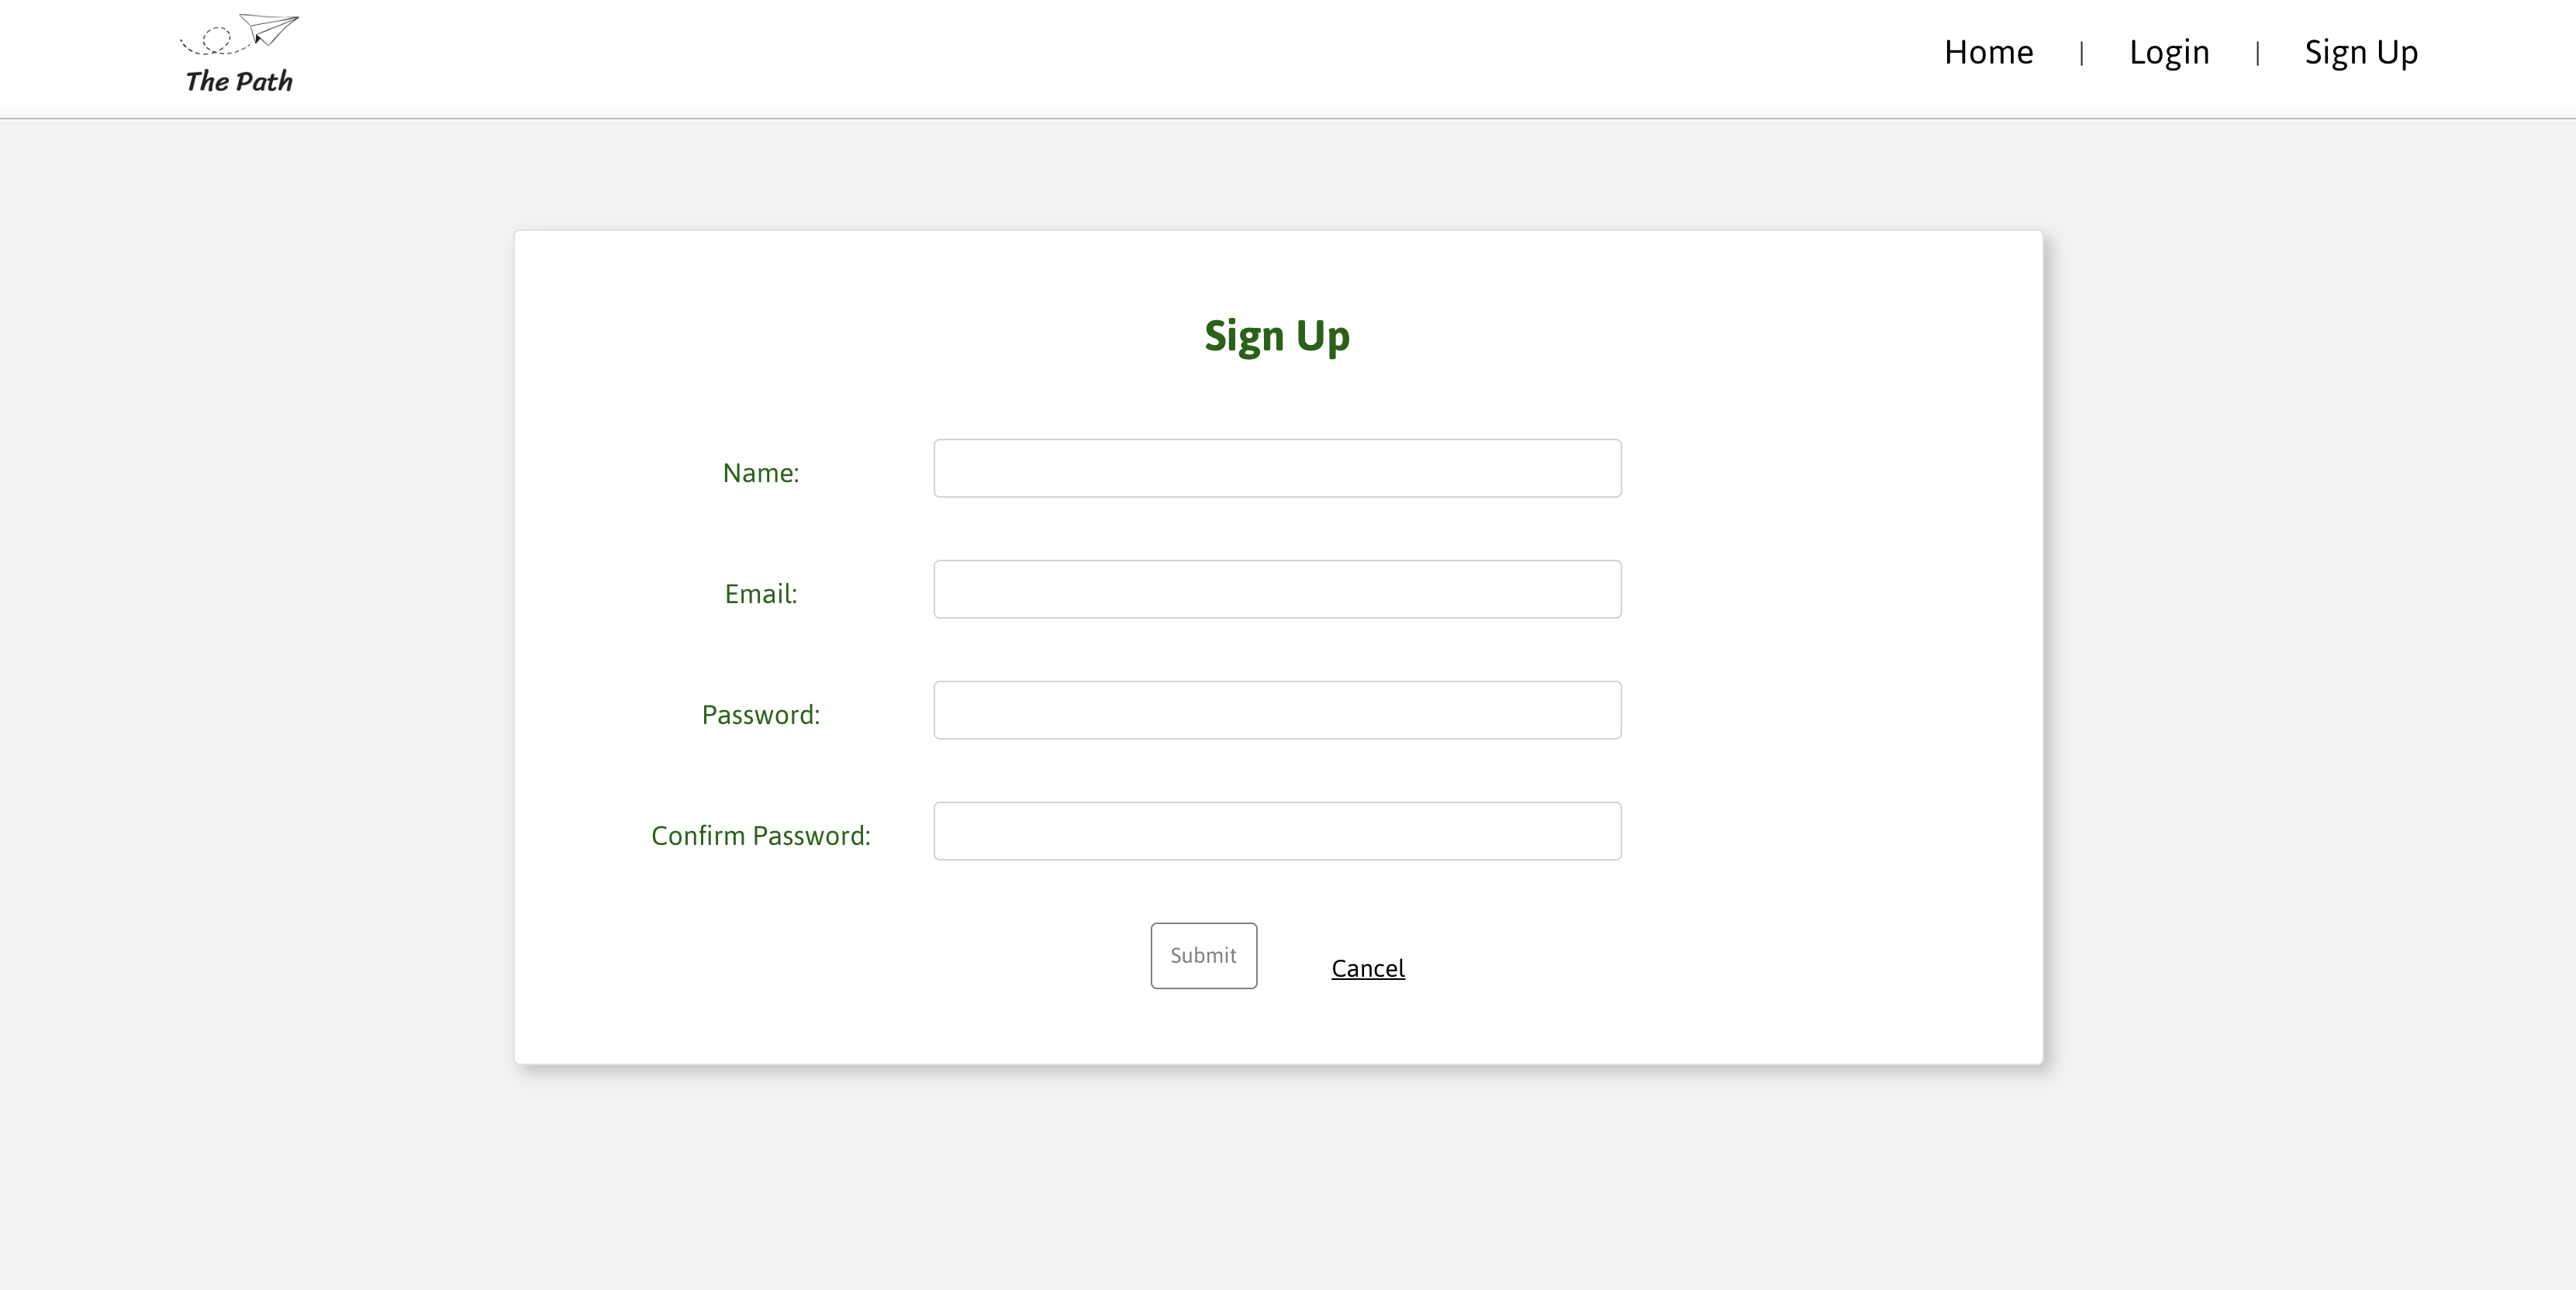 The Path
Home | Login | Sign Up
Sign Up
Name:
Email:
Password:
Confirm Password:
Submit Cancel